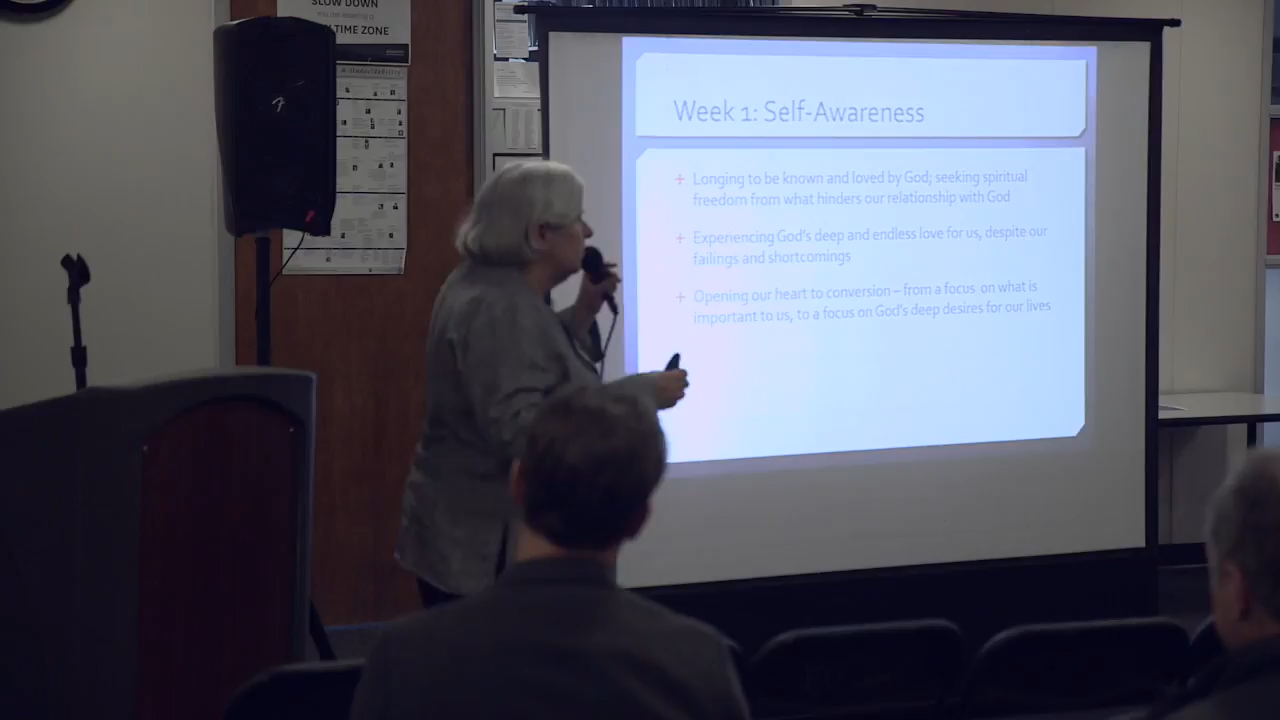 SLOW DOWN
TIME ZONE
Week 1: Self-Awareness
+ Longing to be known and loved by God; seeking spiritual
freedom from what hinders our relationship with God
+ Experiencing God's deep and endless love for us, despite our
failings and shortcomings
+ Opening our heart to conversion – from a focus on what is
important to us, to a focus on God's deep desires for our lives